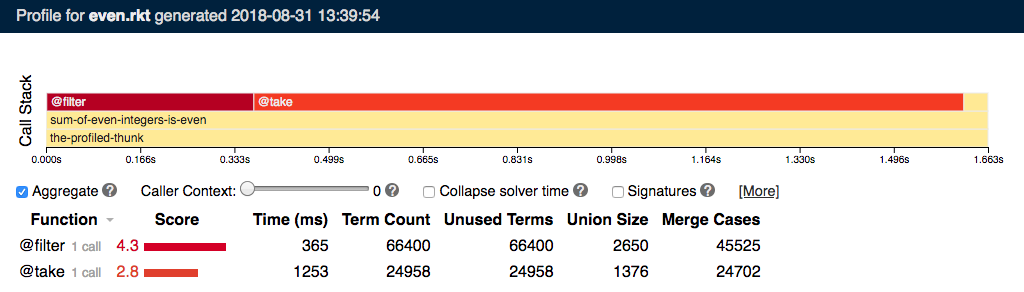 Profile for even.rkt generated 2018-08-31 13:39:54
Call Stack
@filter @take
sum-of-even-integers-is-even
the-profiled-thunk
0.000s 0.166s 0.333s 0.499s 0.665s 0.831s 0.998s 1.164s 1.330s 1.496s 1.663s
Aggregate ? Caller Context: 0 ? Collapse solver time ? Signatures ? [More]
Function Score Time (ms) Term Count Unused Terms Union Size Merge Cases
@filter 1 call 4.3 365 66400 66400 2650 45525
@take 1 call 2.8 1253 24958 24958 1376 24702